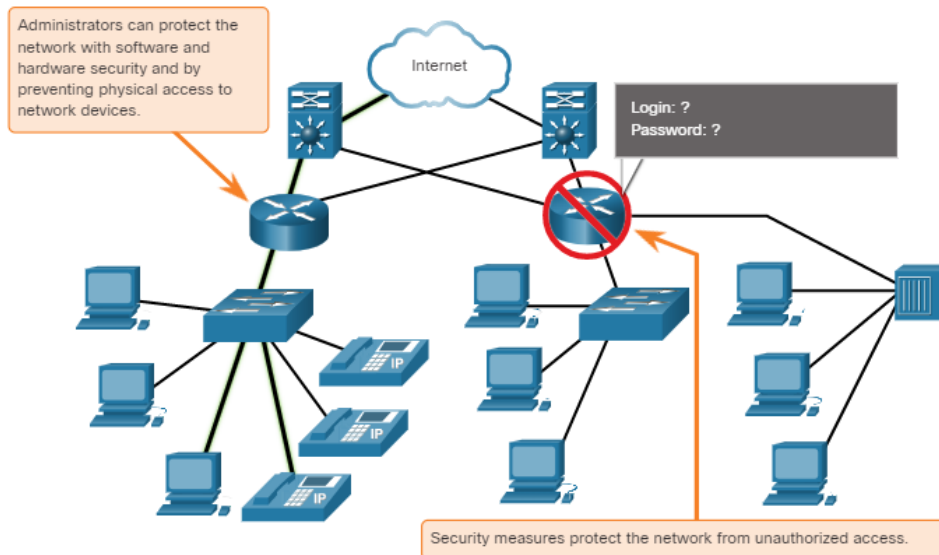 Administrators can protect the
network with software and
hardware security and by
preventing physical access to
network devices.
Internet
Login: ?
Password: ?
IP
IP
IP
Security measures protect the network from unauthorized access.